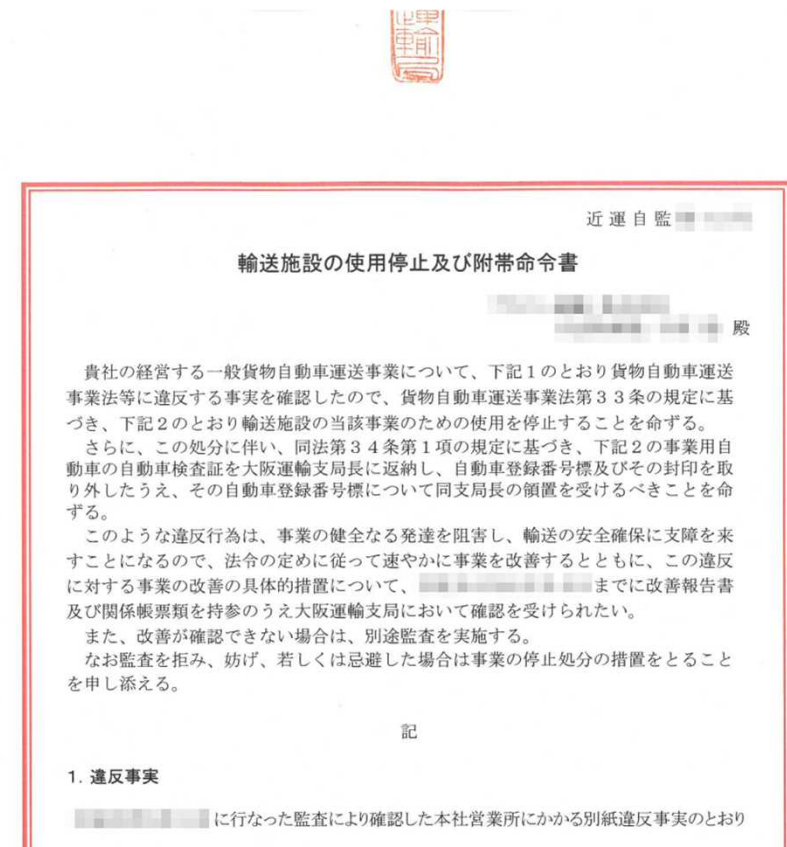 近運自監
輸送施設の使用停止及び附帯命令書
殿
貴社の経営する一般貨物自動車運送事業について、下記1のとおり貨物自動車運送
事業法等に違反する事実を確認したので、貨物自動車運送事業法第33条の規定に基
づき、下記2のとおり輸送施設の当該事業のための使用を停止することを命ずる。
さらに、この処分に伴い、同法第34条第1項の規定に基づき、下記2の事業用自
動車の自動車検査証を大阪運輸支局長に返納し、自動車登録番号標及びその封印を取
り外したうえ、その自動車登録番号標について同支局長の領置を受けるべきことを命
ずる。
このような違反行為は、事業の健全なる発達を阻害し、輸送の安全確保に支障を来
すことになるので、法令の定めに従って速やかに事業を改善するとともに、この違反
に対する事業の改善の具体的措置について、までに改善報告書
及び関係帳票類を持参のうえ大阪運輸支局において確認を受けられたい。
また、改善が確認できない場合は、別途監査を実施する。
なお監査を拒み、妨げ、若しくは忌避した場合は事業の停止処分の措置をとること
を申し添える。
記
1. 違反事実
に行なった監査により確認した本社営業所にかかる別紙違反事実のとおり